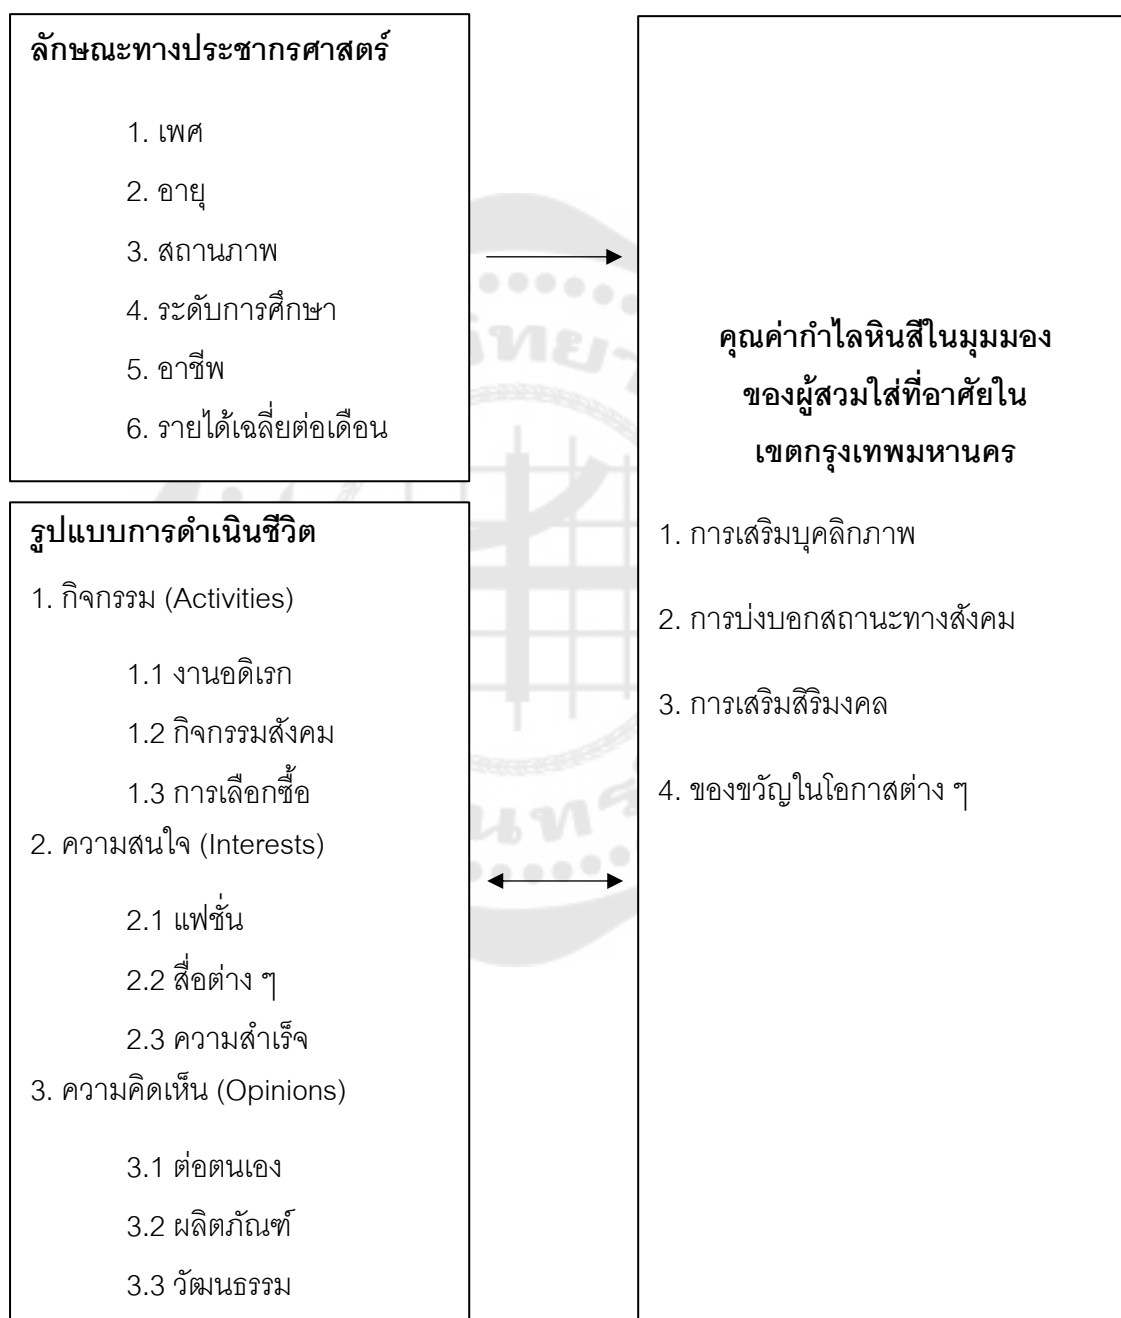 ลักษณะทางประชากรศาสตร์
1. เพศ
2. อายุ
3. สถานภาพ
4. ระดับการศึกษา
5. อาชีพ
6. รายได้เฉลี่ยต่อเดือน
รูปแบบการดำเนินชีวิต
1. กิจกรรม (Activities)
1.1 งานอดิเรก
1.2 กิจกรรมสังคม
1.3 การเลือกซื้อ
2. ความสนใจ (Interests)
2.1 แฟชั่น
2.2 สื่อต่าง ๆ
2.3 ความสำเร็จ
3. ความคิดเห็น (Opinions)
3.1 ต่อตนเอง
3.2 ผลิตภัณฑ์
3.3 วัฒนธรรม
คุณค่ากำไลหินสีในมุมมอง
ของผู้สวมใส่ที่อาศัยใน
เขตกรุงเทพมหานคร
1. การเสริมบุคลิกภาพ
2. การบ่งบอกสถานะทางสังคม
3. การเสริมสิริมงคล
4. ของขวัญในโอกาสต่าง ๆ